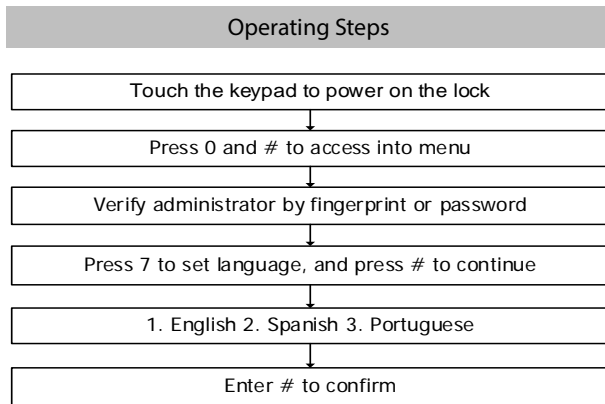 Operating Steps
Touch the keypad to power on the lock
Press 0 and # to access into menu
Verify administrator by fingerprint or password
Press 7 to set language, and press # to continue
1. English 2. Spanish 3. Portuguese
Enter # to confirm